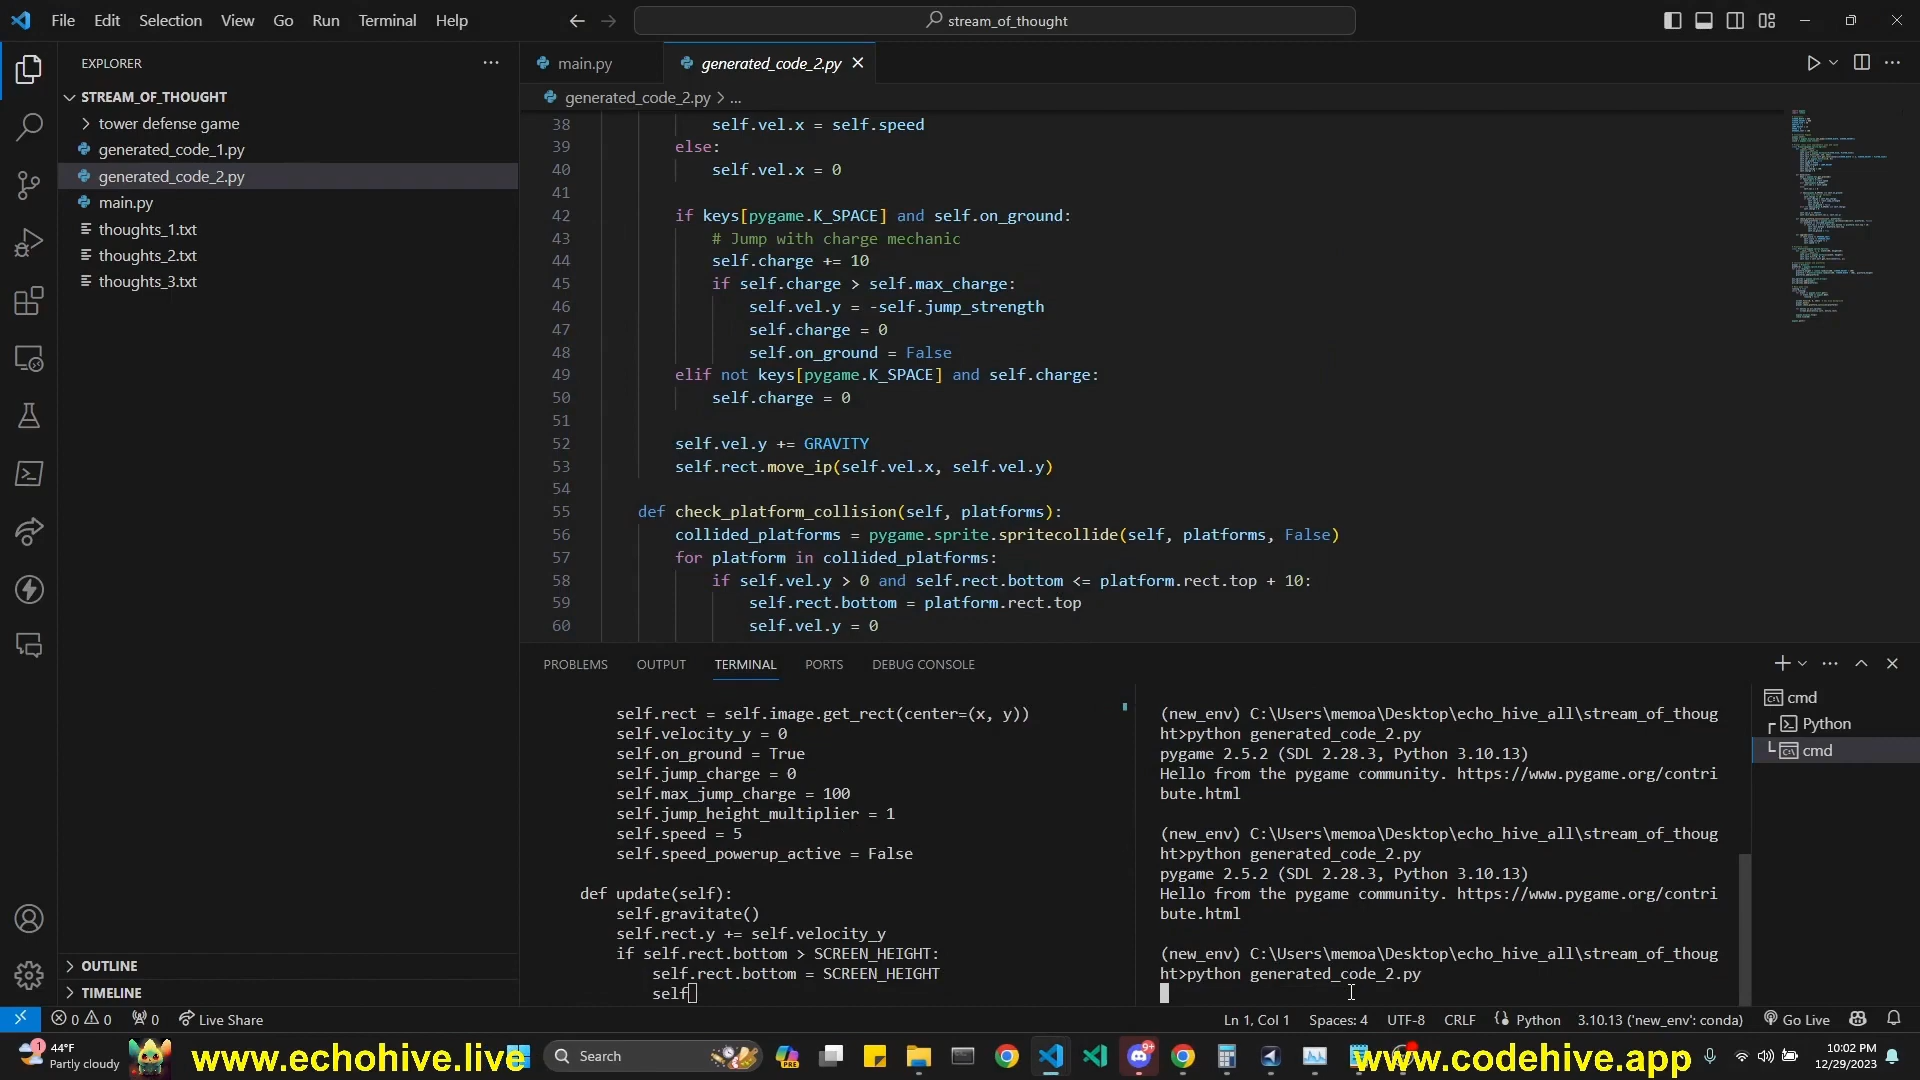 File Edit Selection View Go Run Terminal Help
stream_of_thought
EXPLORER
STREAM_OF_THOUGHT
tower defense game
generated_code_1.py
generated_code_2.py
main.py
thoughts_1.txt
thoughts_2.txt
thoughts_3.txt
OUTLINE
TIMELINE
main.py
generated_code_2.py
generated_code_2.py > ...
38 self.vel.x = self.speed
39 else:
40 self.vel.x = 0
41
42 if keys[pygame.K_SPACE] and self.on_ground:
43 # Jump with charge mechanic
44 self.charge += 10
45 if self.charge > self.max_charge:
46 self.vel.y = -self.jump_strength
47 self.charge = 0
48 self.on_ground = False
49 elif not keys[pygame.K_SPACE] and self.charge:
50 self.charge = 0
51
52 self.vel.y += GRAVITY
53 self.rect.move_ip(self.vel.x, self.vel.y)
54
55 def check_platform_collision(self, platforms):
56 collided_platforms = pygame.sprite.spritecollide(self, platforms, False)
57 for platform in collided_platforms:
58 if self.vel.y > 0 and self.rect.bottom <= platform.rect.top + 10:
59 self.rect.bottom = platform.rect.top
60 self.vel.y = 0
PROBLEMS OUTPUT TERMINAL PORTS DEBUG CONSOLE
self.rect = self.image.get_rect(center=(x, y))
self.velocity_y = 0
self.on_ground = True
self.jump_charge = 0
self.max_jump_charge = 100
self.jump_height_multiplier = 1
self.speed = 5
self.speed_powerup_active = False
def update(self):
self.gravitate()
self.rect.y += self.velocity_y
if self.rect.bottom > SCREEN_HEIGHT:
self.rect.bottom = SCREEN_HEIGHT
self
(new_env) C:\Users\memoa\Desktop\echo_hive_all\stream_of_thoug
ht>python generated_code_2.py
pygame 2.5.2 (SDL 2.28.3, Python 3.10.13)
Hello from the pygame community. https://www.pygame.org/contri
bute.html
(new_env) C:\Users\memoa\Desktop\echo_hive_all\stream_of_thoug
ht>python generated_code_2.py
pygame 2.5.2 (SDL 2.28.3, Python 3.10.13)
Hello from the pygame community. https://www.pygame.org/contri
bute.html
(new_env) C:\Users\memoa\Desktop\echo_hive_all\stream_of_thoug
ht>python generated_code_2.py
cmd
Python
cmd
0 0 0 Live Share
Ln 1, Col 1 Spaces: 4 UTF-8 CRLF Python 3.10.13 ('new_env': conda) Go Live
44°F
Partly cloudy
www.echohive.live
Search
www.codehive.app
10:02 PM
12/29/2023